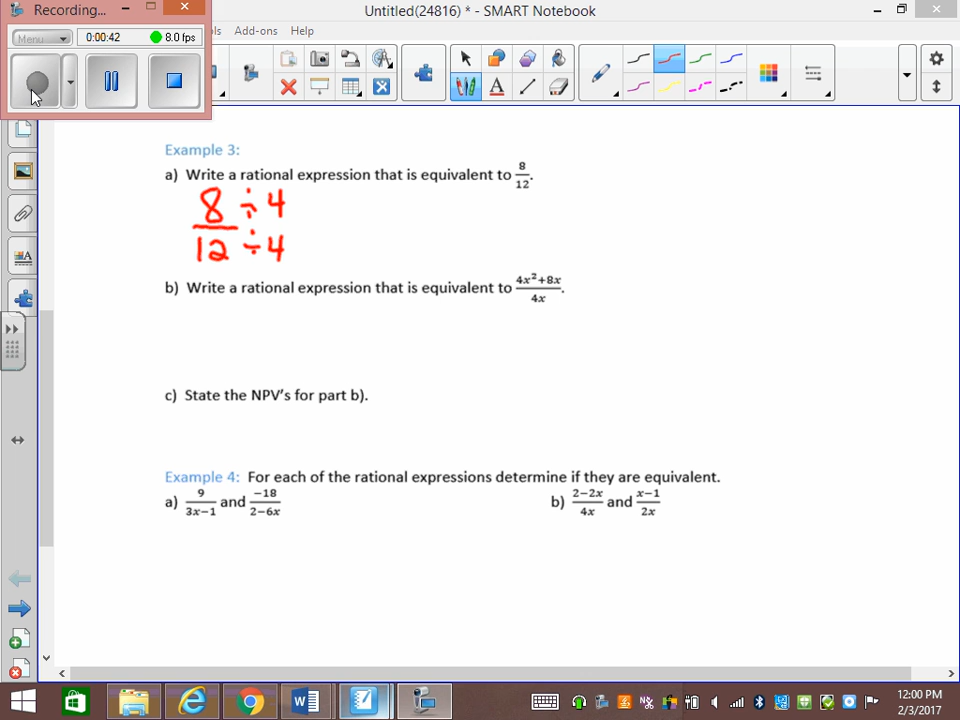 Recording...
Untitled(24816) * - SMART Notebook
Menu
0:00:42
8.0 fps
ols Add-ons Help
Example 3:
a) Write a rational expression that is equivalent to 8/12.
8 ÷ 4
12 ÷ 4
b) Write a rational expression that is equivalent to (4x²+8x)/4x.
c) State the NPV's for part b).
Example 4: For each of the rational expressions determine if they are equivalent.
a) 9/(3x−1) and −18/(2−6x)
b) (2−2x)/4x and (x−1)/2x
12:00 PM
2/3/2017